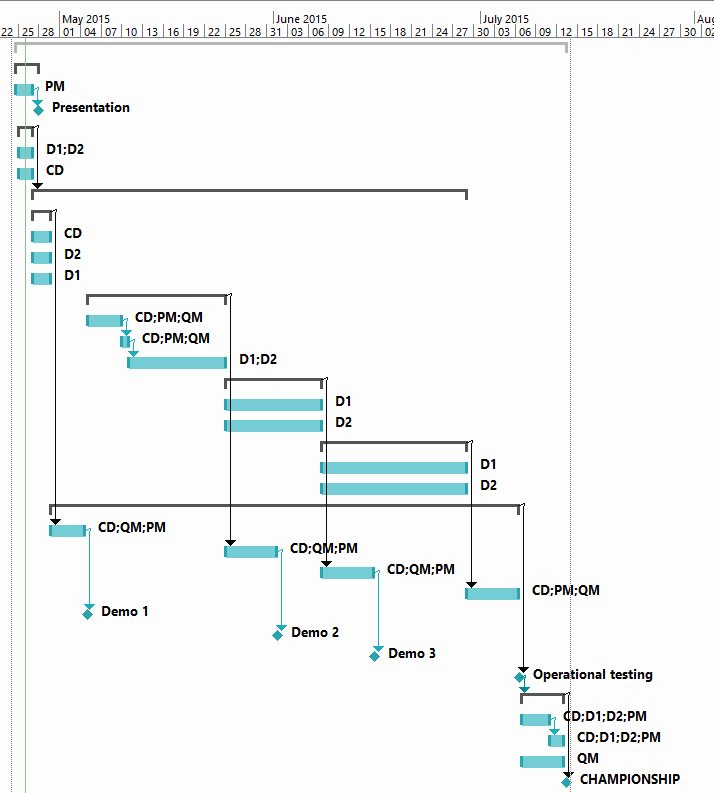 May 2015 June 2015 July 2015 Aug
22 25 28 01 04 07 10 13 16 19 22 25 28 31 03 06 09 12 15 18 21 24 27 30 03 06 09 12 15 18 21 24 27 30 02
PM
Presentation
D1;D2
CD
CD
D2
D1
CD;PM;QM
CD;PM;QM
D1;D2
D1
D2
D1
D2
CD;QM;PM
CD;QM;PM
CD;QM;PM
CD;PM;QM
Demo 1
Demo 2
Demo 3
Operational testing
CD;D1;D2;PM
CD;D1;D2;PM
QM
CHAMPIONSHIP